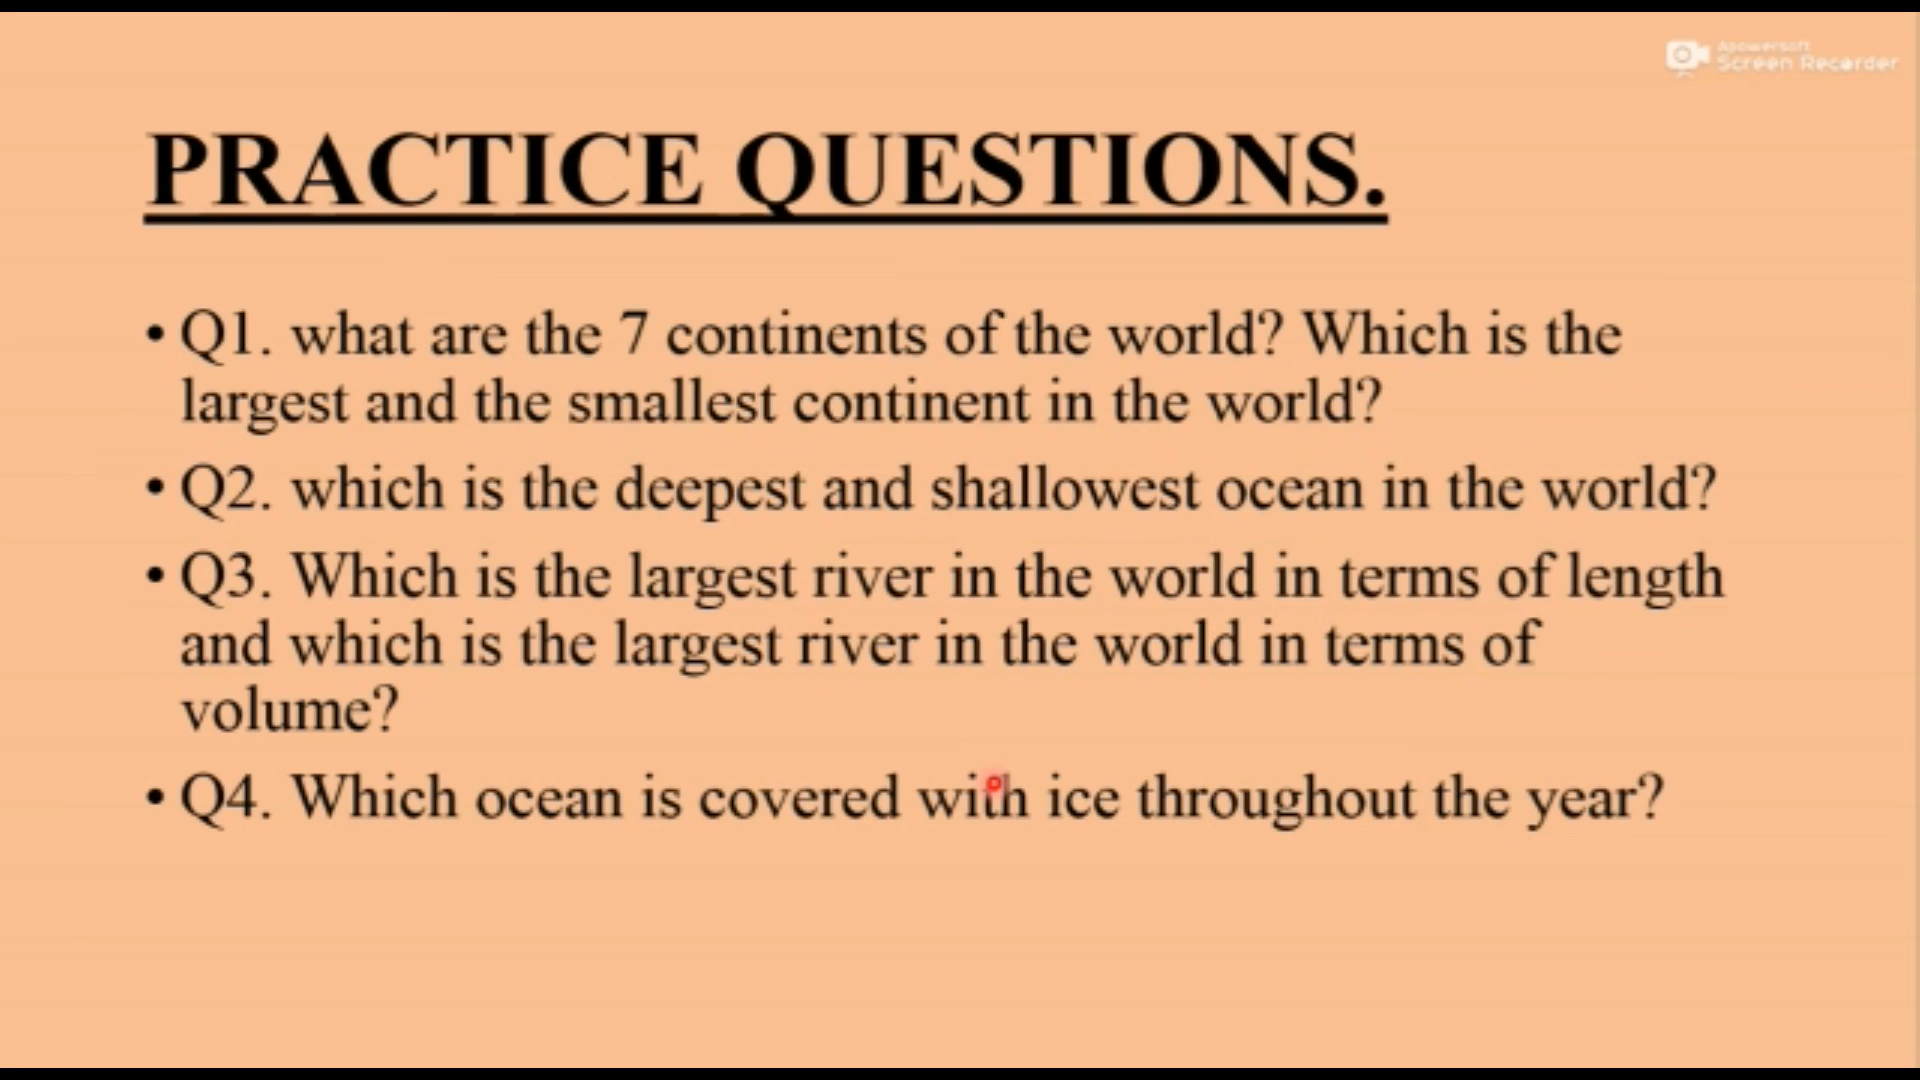 Apowersoft
Screen Recorder
PRACTICE QUESTIONS.
• Q1. what are the 7 continents of the world? Which is the
largest and the smallest continent in the world?
• Q2. which is the deepest and shallowest ocean in the world?
• Q3. Which is the largest river in the world in terms of length
and which is the largest river in the world in terms of
volume?
• Q4. Which ocean is covered with ice throughout the year?